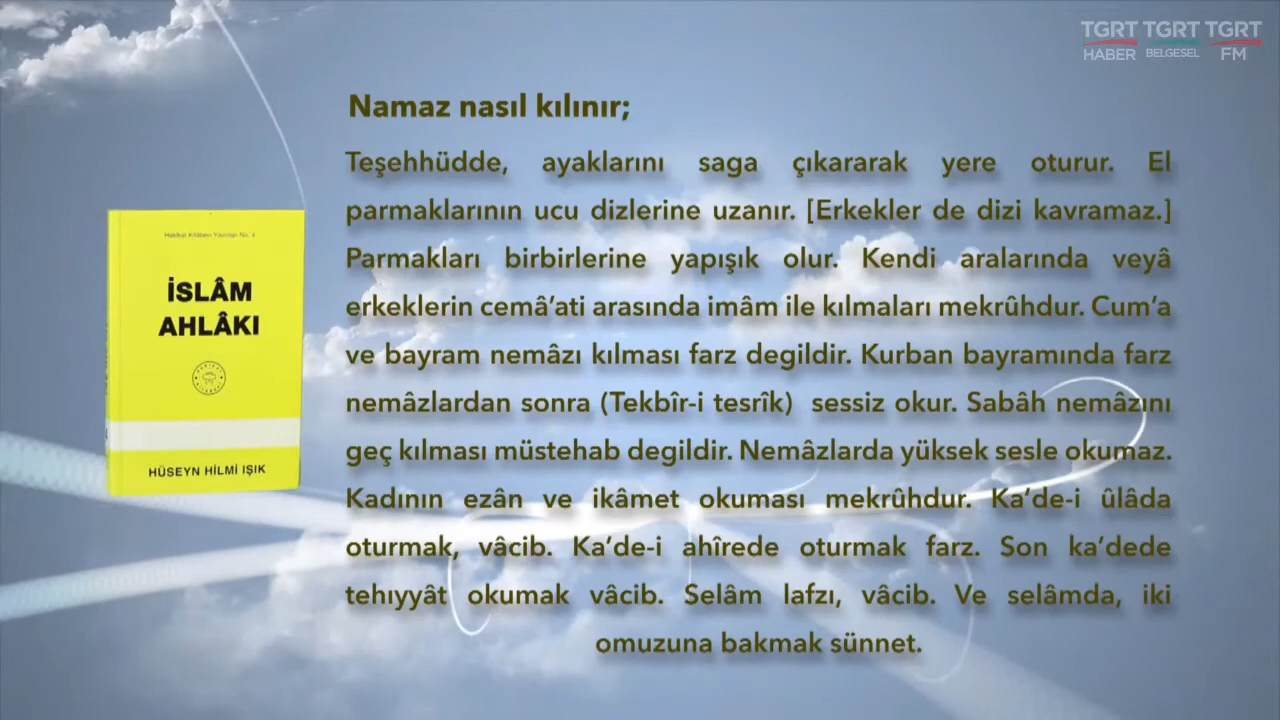 TGRT TGRT TGRT
HABER BELGESEL FM
Namaz nasıl kılınır;
Teşehhüdde, ayaklarını saga çıkararak yere oturur. El
parmaklarının ucu dizlerine uzanır. [Erkekler de dizi kavramaz.]
Parmakları birbirlerine yapışık olur. Kendi aralarında veyâ
erkeklerin cemâ’ati arasında imâm ile kılmaları mekrûhdur. Cum’a
ve bayram nemâzı kılması farz degildir. Kurban bayramında farz
nemâzlardan sonra (Tekbîr-i tesrîk) sessiz okur. Sabâh nemâzını
geç kılması müstehab degildir. Nemâzlarda yüksek sesle okumaz.
Kadının ezân ve ikâmet okuması mekrûhdur. Ka’de-i ûlâda
oturmak, vâcib. Ka’de-i ahîrede oturmak farz. Son ka’dede
tehıyyât okumak vâcib. Selâm lafzı, vâcib. Ve selâmda, iki
omuzuna bakmak sünnet.
Hakîkat Kitâbevi Yayınları No. 4
İSLÂM
AHLÂKI
HÜSEYN HİLMİ IŞIK